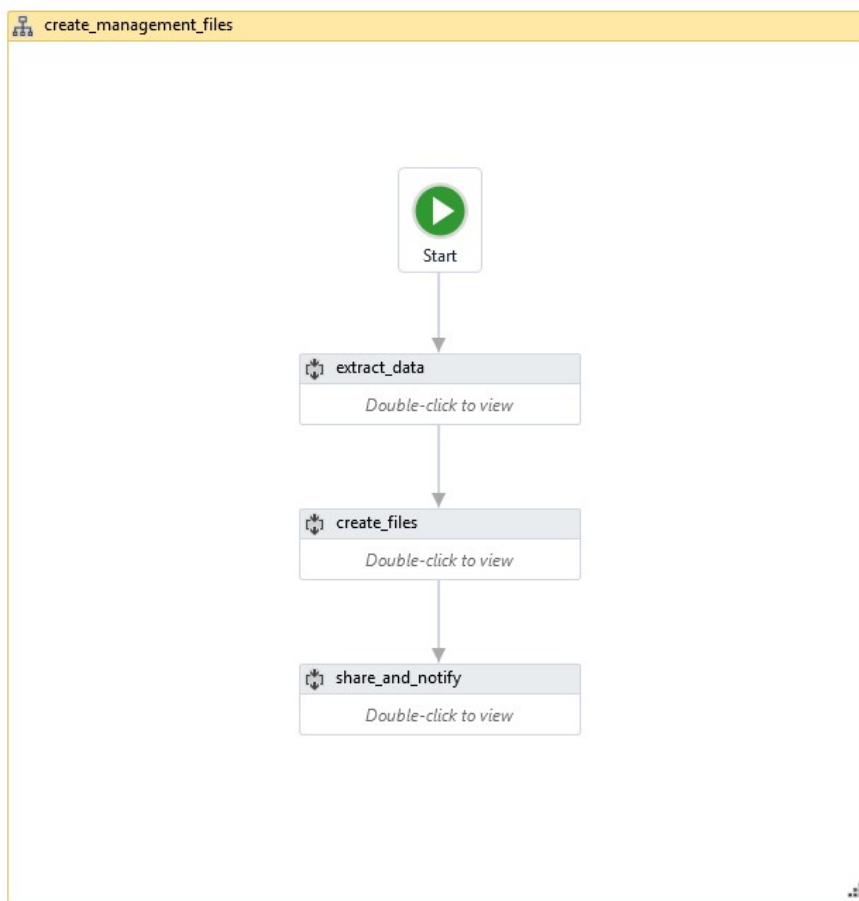 create_management_files
Start
extract_data
Double-click to view
create_files
Double-click to view
share_and_notify
Double-click to view